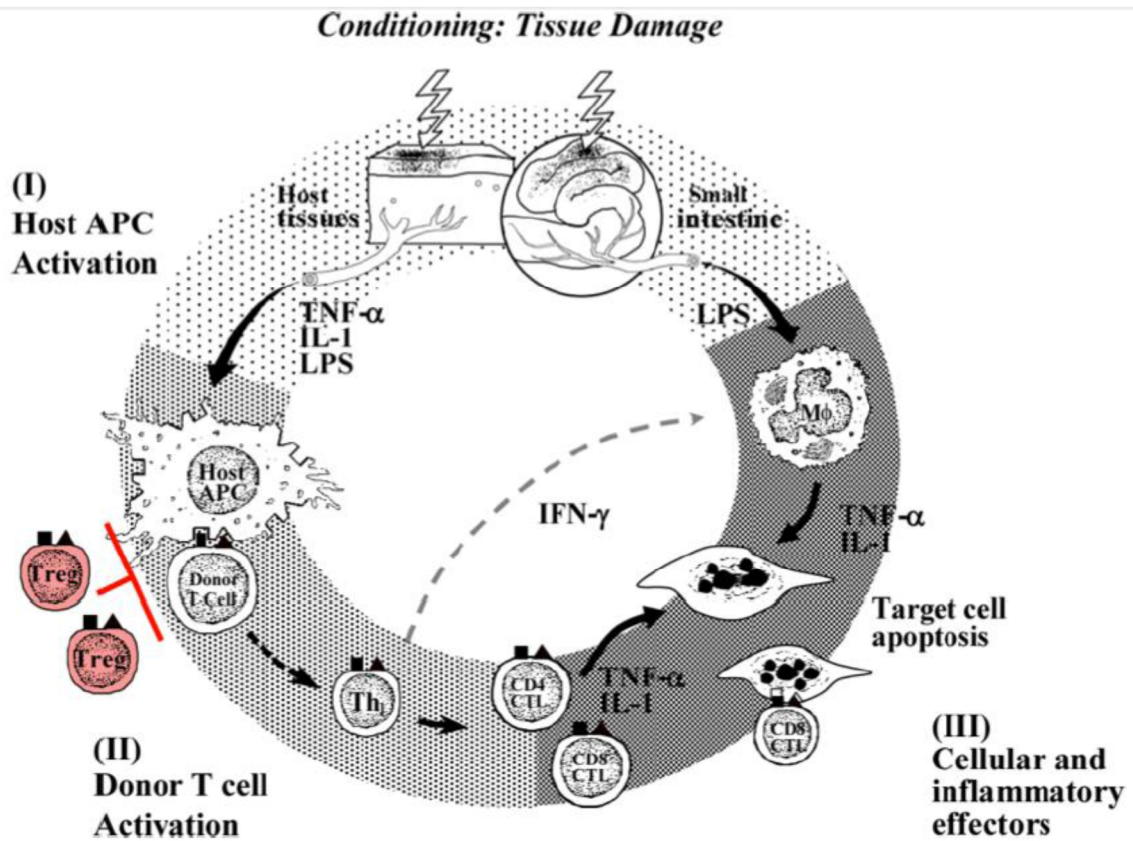 Conditioning: Tissue Damage
(I)
Host APC
Activation
Host
tissues
Small
intestine
TNF-α
IL-1
LPS
LPS
Mϕ
Host
APC
IFN-γ
TNF-α
IL-1
Treg
Treg
Donor
T Cell
Target cell
apoptosis
Th1
CD4
CTL
TNF-α
IL-1
CD8
CTL
CD8
CTL
(II)
Donor T cell
Activation
(III)
Cellular and
inflammatory
effectors